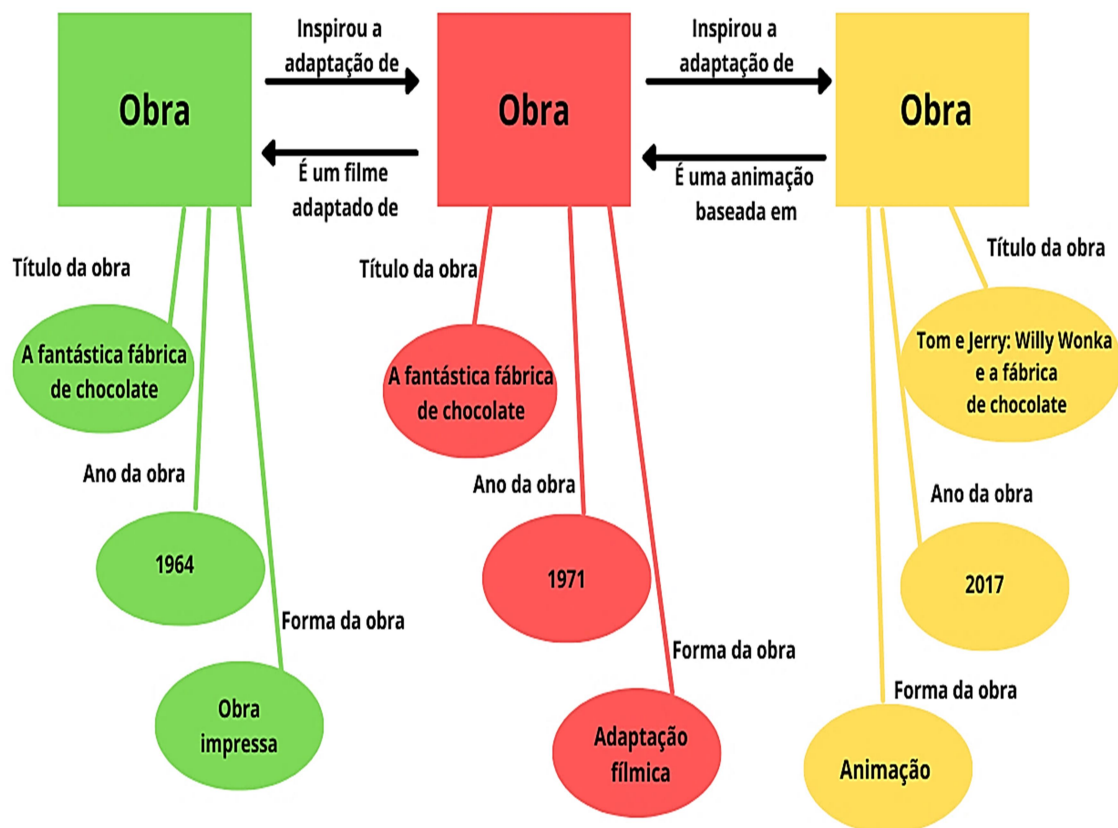 Obra
Inspirou a
adaptação de
É um filme
adaptado de
Obra
Inspirou a
adaptação de
É uma animação
baseada em
Obra
Título da obra
A fantástica fábrica
de chocolate
Ano da obra
1964
Forma da obra
Obra
impressa
Título da obra
A fantástica fábrica
de chocolate
Ano da obra
1971
Forma da obra
Adaptação
fílmica
Título da obra
Tom e Jerry: Willy Wonka
e a fábrica
de chocolate
Ano da obra
2017
Forma da obra
Animação